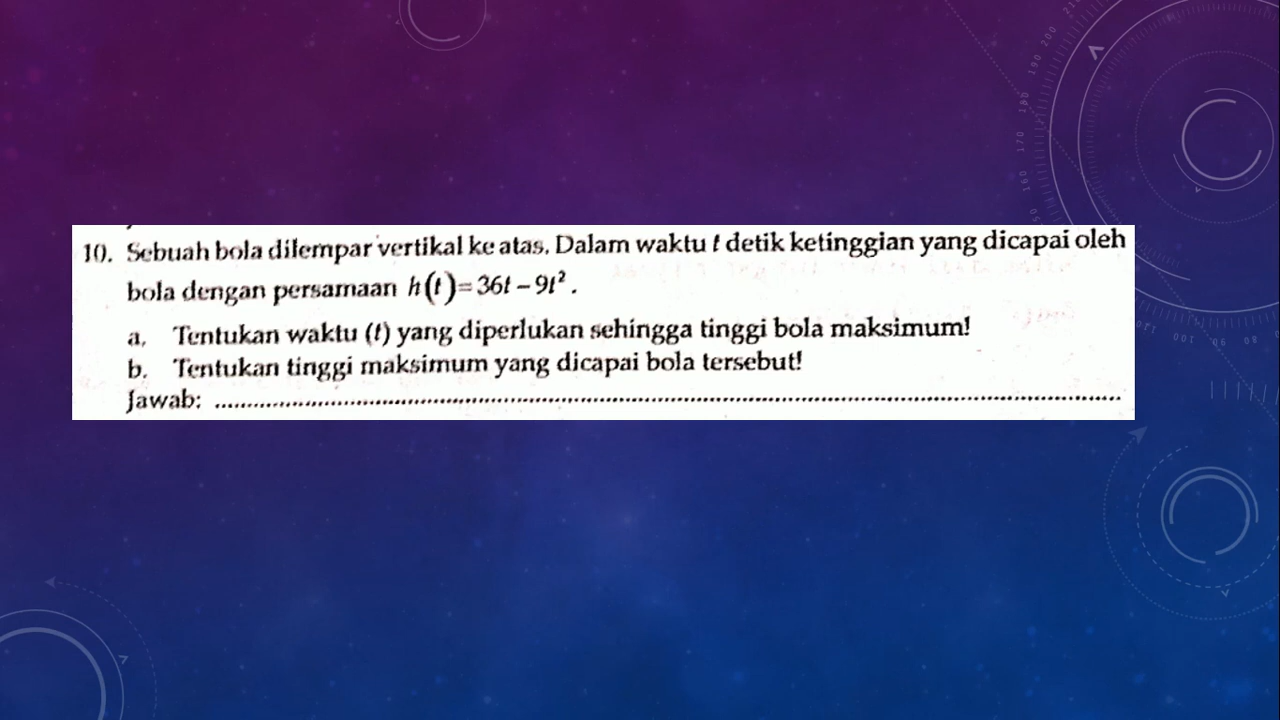 10. Sebuah bola dilempar vertikal ke atas. Dalam waktu t detik ketinggian yang dicapai oleh
bola dengan persamaan h(t)=36t – 9t².
a. Tentukan waktu (t) yang diperlukan sehingga tinggi bola maksimum!
b. Tentukan tinggi maksimum yang dicapai bola tersebut!
Jawab: ........................................................................................................